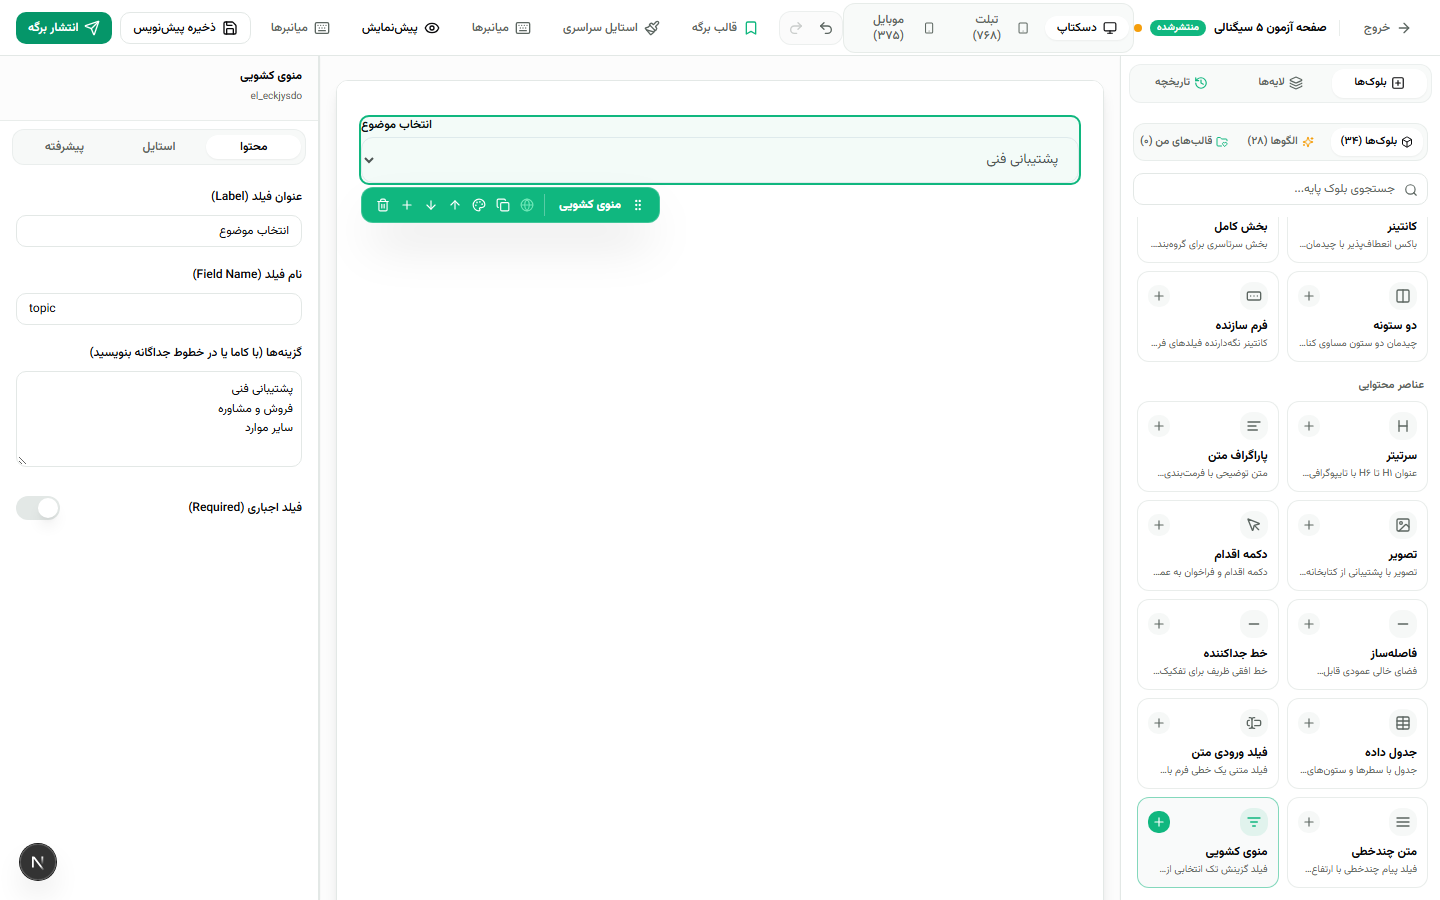 خروج
صفحه آزمون ۵ سیگنالی
منتشرشده
دسکتاپ
تبلت (۷۶۸)
موبایل (۳۷۵)
قالب برگه
استایل سراسری
میانبرها
پیش‌نمایش
میانبرها
ذخیره پیش‌نویس
انتشار برگه
بلوک‌ها
لایه‌ها
تاریخچه
بلوک‌ها (۳۴)
الگوها (۲۸)
قالب‌های من (۰)
جستجوی بلوک پایه...
کانتینر
باکس انعطاف‌پذیر با چیدمان...
بخش کامل
بخش سرتاسری برای گروه‌بند...
دو ستونه
چیدمان دو ستون مساوی کنا...
فرم سازنده
کانتینر نگه‌دارنده فیلدهای فر...
عناصر محتوایی
سرتیتر
عنوان H۱ تا H۶ با تایپوگرافی...
پاراگراف متن
متن توضیحی با فرمت‌بندی...
تصویر
تصویر با پشتیبانی از کتابخانه...
دکمه اقدام
دکمه اقدام و فراخوان به عمـ...
فاصله‌ساز
فضای خالی عمودی قابل...
خط جداکننده
خط افقی ظریف برای تفکیک...
جدول داده
جدول با سطرها و ستون‌های...
فیلد ورودی متن
فیلد متنی یک خطی فرم با...
متن چندخطی
فیلد پیام چندخطی با ارتفاع...
منوی کشویی
فیلد گزینش تک انتخابی از...
انتخاب موضوع
پشتیبانی فنی
منوی کشویی
منوی کشویی
el_eckjysdo
محتوا
استایل
پیشرفته
عنوان فیلد (Label)
انتخاب موضوع
نام فیلد (Field Name)
topic
گزینه‌ها (با کاما یا در خطوط جداگانه بنویسید)
پشتیبانی فنی
فروش و مشاوره
سایر موارد
فیلد اجباری (Required)
N